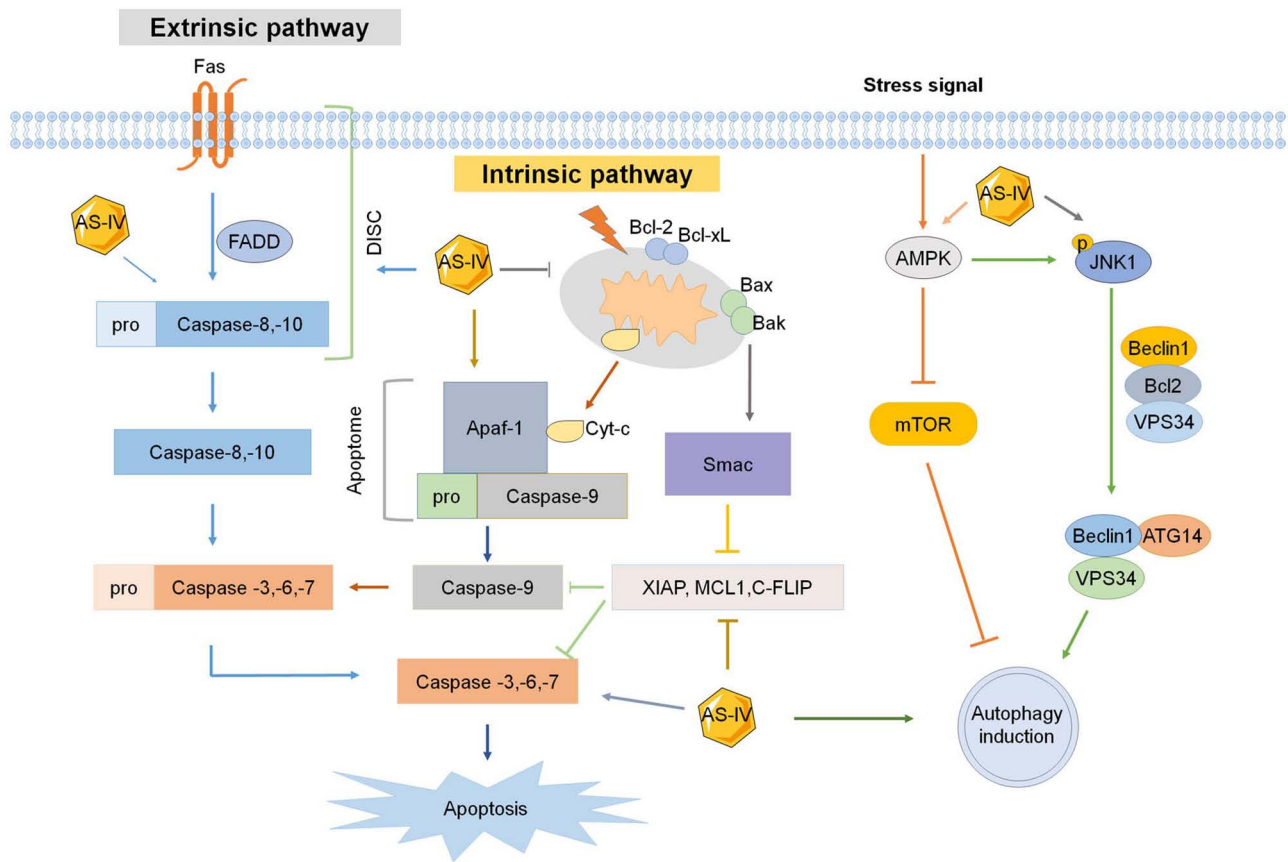 Extrinsic pathway
Fas
Stress signal
Intrinsic pathway
AS-IV
FADD
DISC
AS-IV
Bcl-2
Bcl-xL
Bax
Bak
AS-IV
AMPK
p
JNK1
pro
Caspase-8,-10
Beclin1
Bcl2
VPS34
Apoptome
Apaf-1
Cyt-c
pro
Caspase-9
Smac
mTOR
Caspase-8,-10
Beclin1
ATG14
VPS34
pro
Caspase -3,-6,-7
Caspase-9
XIAP, MCL1,C-FLIP
Caspase -3,-6,-7
AS-IV
Autophagy
induction
Apoptosis